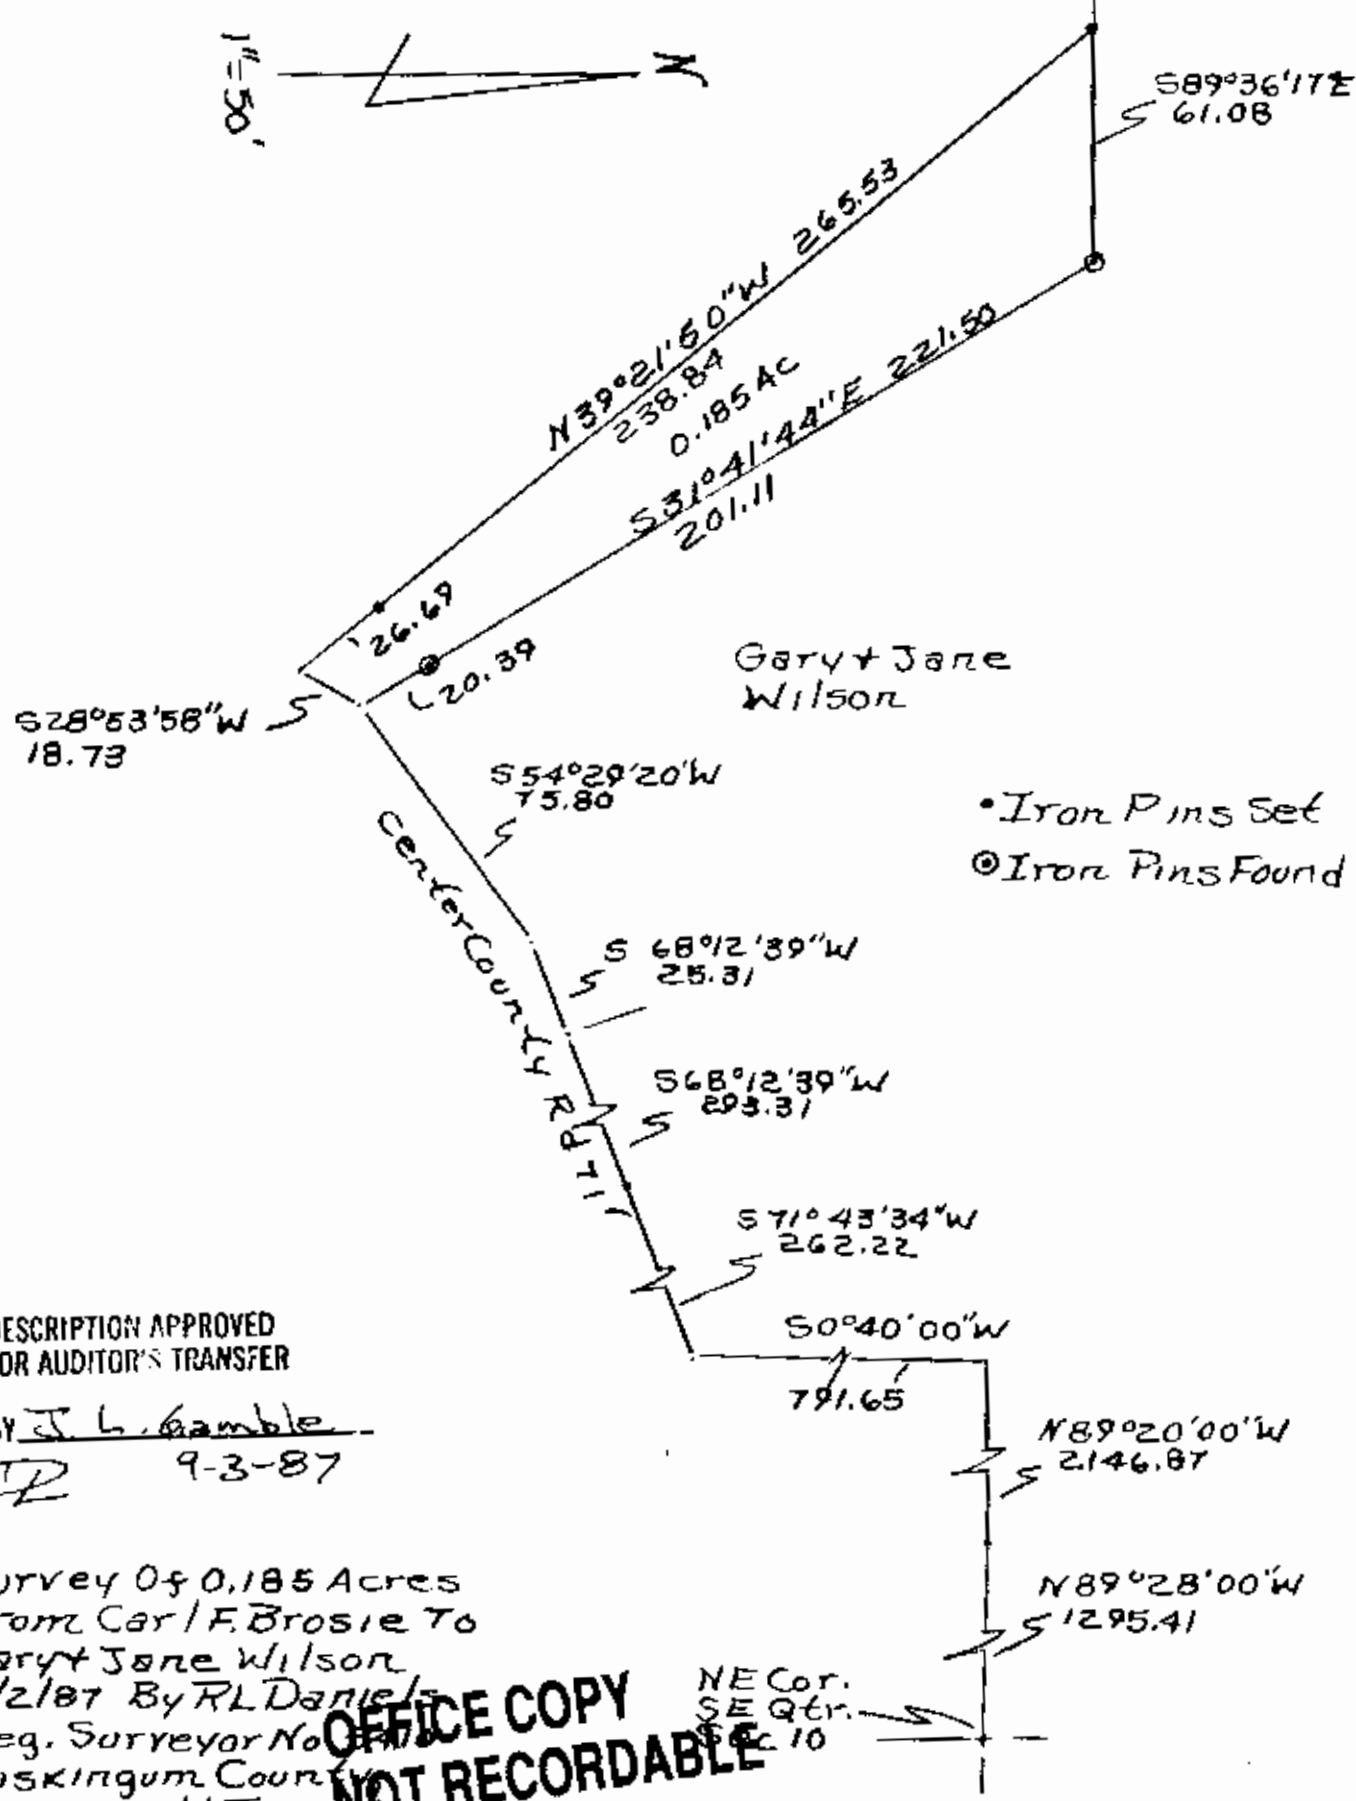 1"=50'
N
S89°36'17"E
61.08
N39°21'50"W 265.53
238.84
0.185 AC
S31°41'44"E 221.50
201.11
26.69
20.39
S28°53'58"W
18.73
Gary + Jane
Wilson
S54°29'20"W
75.80
• Iron Pins Set
Iron Pins Found
Center County Rd 71
S 68°12'39"W
25.31
S68°12'39"W
293.31
S71°43'34"W
262.22
S0°40'00"W
791.65
ESCRIPTION APPROVED
OR AUDITOR'S TRANSFER
Y J. L. Gamble
9-3-87
N89°20'00"W
2146.87
N89°28'00"W
1295.41
urvey Of 0.185 Acres
rom Carl F. Brosie To
ary + Jane Wilson
/2/87 By RL Daniels
eg. Surveyor No
uskingum County
OFFICE COPY
NOT RECORDABLE
NE Cor.
SE Qtr.
Sec 10